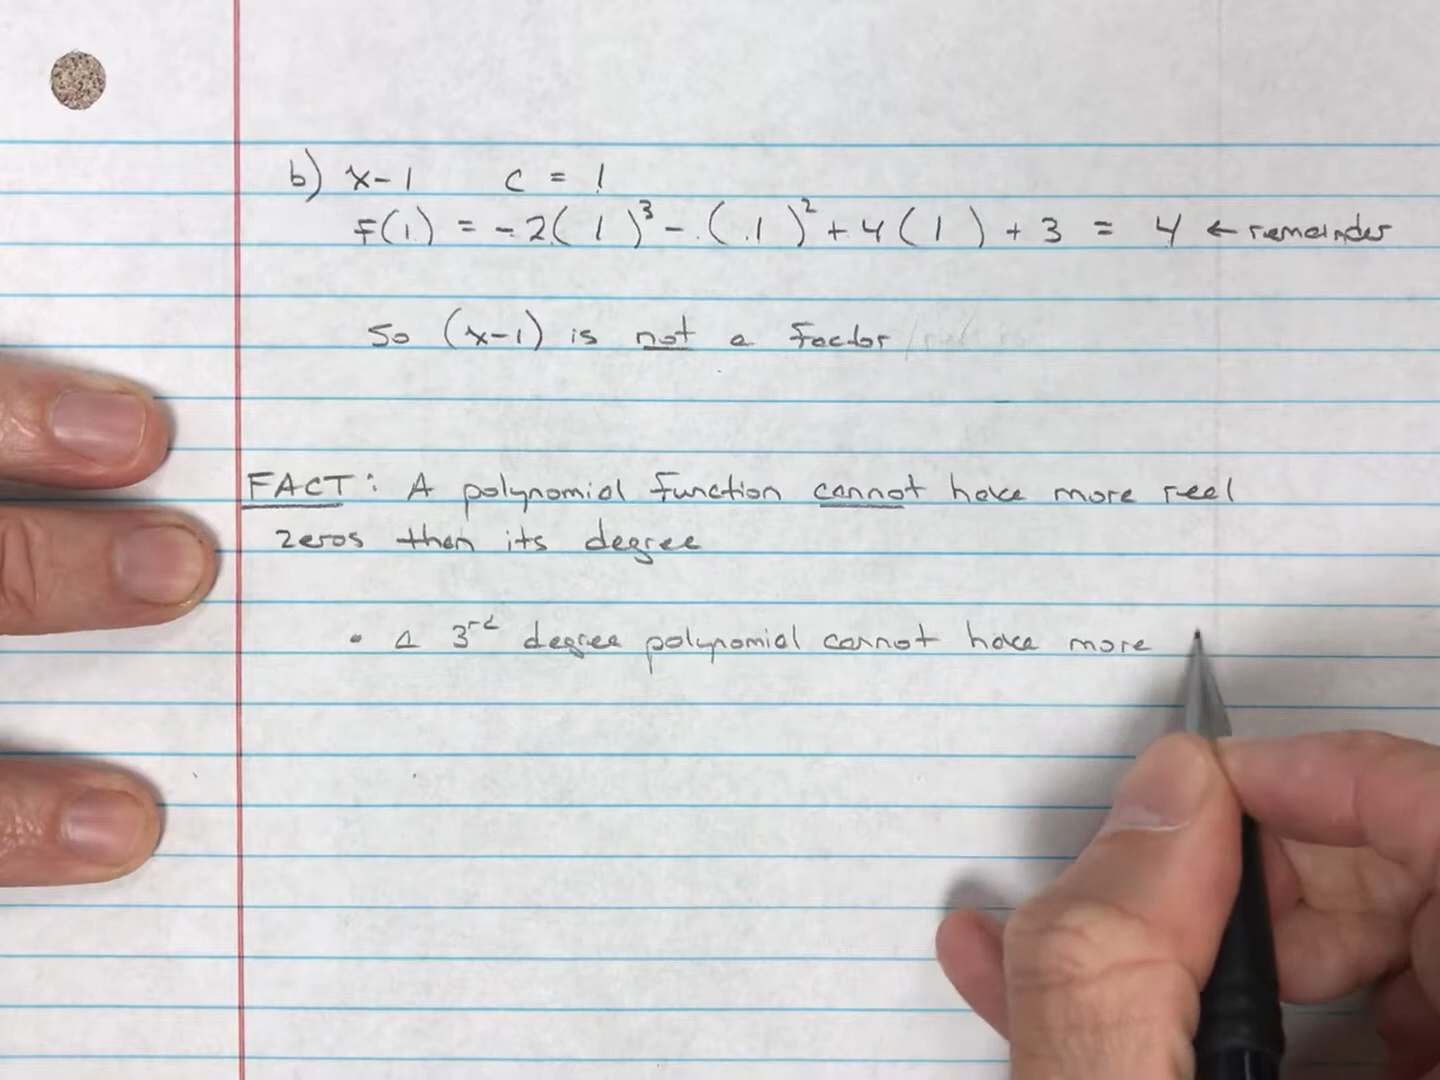 b) x-1 c = 1
F(1) = -2(1)³ - (1)² + 4(1) + 3 = 4 ← remainder
So (x-1) is not a factor
FACT: A polynomial function cannot have more real
zeros than its degree
• a 3rd degree polynomial cannot have more